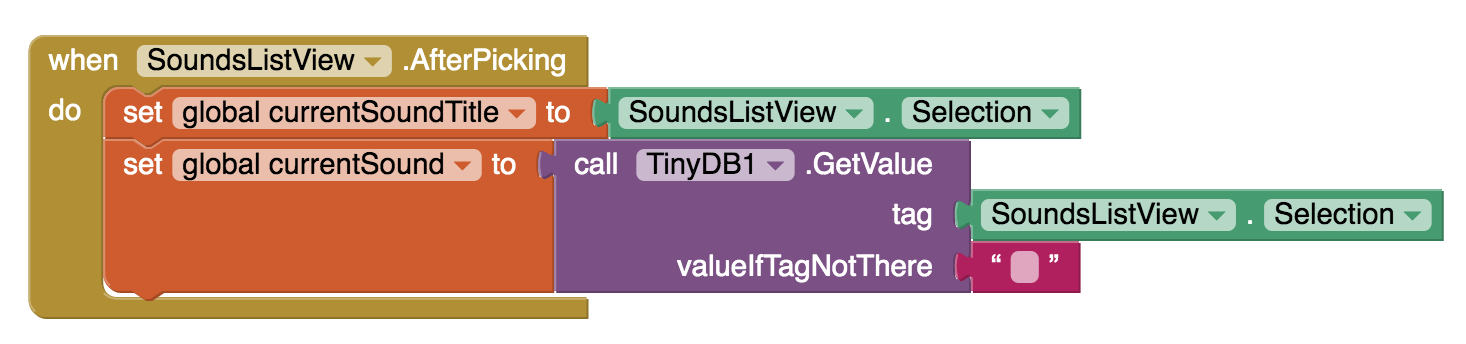 when SoundsListView .AfterPicking
do set global currentSoundTitle to SoundsListView . Selection
set global currentSound to call TinyDB1 .GetValue
tag SoundsListView . Selection
valueIfTagNotThere “ ”